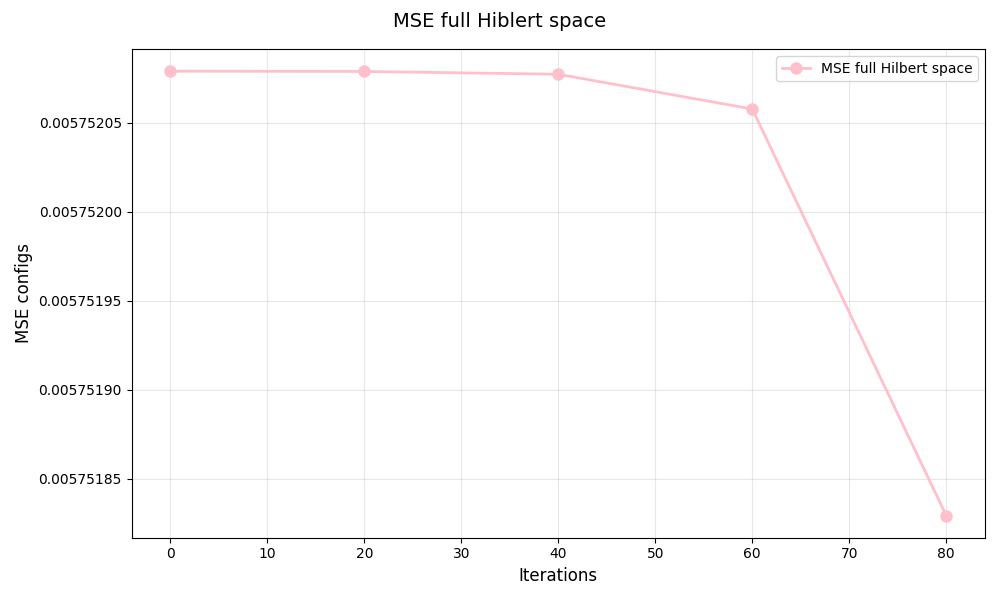 MSE full Hiblert space
MSE full Hilbert space
0.00575205
0.00575200
0.00575195
0.00575190
0.00575185
MSE configs
0 10 20 30 40 50 60 70 80
Iterations